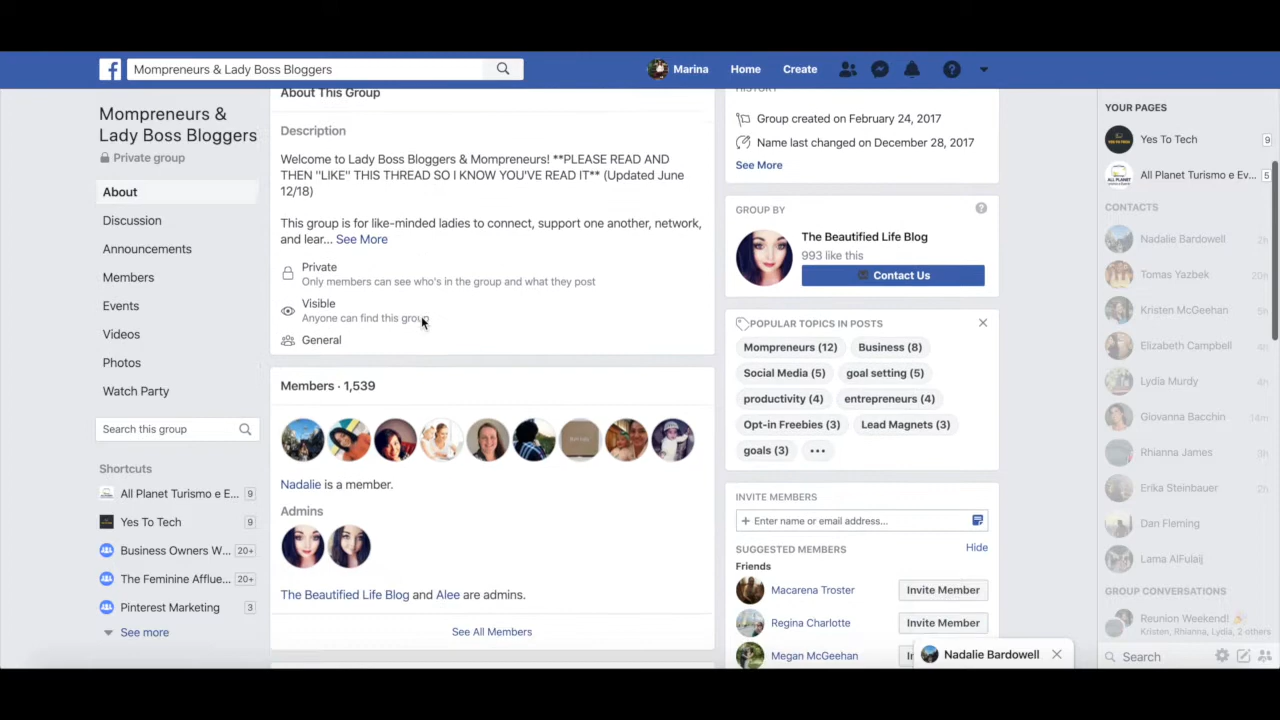 Mompreneurs & Lady Boss Bloggers
Marina
Home
Create
Mompreneurs &
Lady Boss Bloggers
Private group
About
Discussion
Announcements
Members
Events
Videos
Photos
Watch Party
Search this group
Shortcuts
All Planet Turismo e E... 9
Yes To Tech 9
Business Owners W... 20+
The Feminine Afflue... 20+
Pinterest Marketing 3
See more
About This Group
Description
Welcome to Lady Boss Bloggers & Mompreneurs! **PLEASE READ AND
THEN "LIKE" THIS THREAD SO I KNOW YOU'VE READ IT** (Updated June
12/18)
This group is for like-minded ladies to connect, support one another, network,
and lear... See More
Private
Only members can see who's in the group and what they post
Visible
Anyone can find this group
General
Members · 1,539
Nadalie is a member.
Admins
The Beautified Life Blog and Alee are admins.
See All Members
HISTORY
Group created on February 24, 2017
Name last changed on December 28, 2017
See More
GROUP BY
The Beautified Life Blog
993 like this
Contact Us
POPULAR TOPICS IN POSTS
Mompreneurs (12) Business (8)
Social Media (5) goal setting (5)
productivity (4) entrepreneurs (4)
Opt-in Freebies (3) Lead Magnets (3)
goals (3)
INVITE MEMBERS
+ Enter name or email address...
SUGGESTED MEMBERS Hide
Friends
Macarena Troster Invite Member
Regina Charlotte Invite Member
Megan McGeehan
Nadalie Bardowell
YOUR PAGES
Yes To Tech 9
All Planet Turismo e Ev... 5
CONTACTS
Nadalie Bardowell 2h
Tomas Yazbek 20h
Kristen McGeehan 5h
Elizabeth Campbell 4h
Lydia Murdy 4h
Giovanna Bacchin 14m
Rhianna James 3h
Erika Steinbauer 2h
Dan Fleming
Lama AlFulaij
GROUP CONVERSATIONS
Reunion Weekend! 🎉
Kristen, Rhianna, Lydia, 2 others
Search